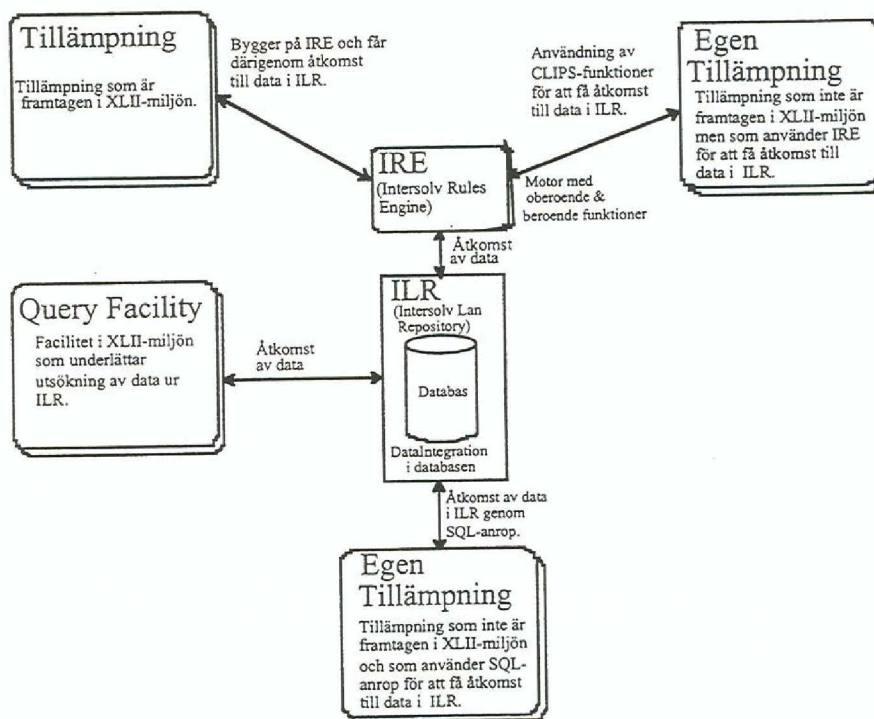 Tillämpning
Tillämpning som är
framtagen i XLII-miljön.
Bygger på IRE och får
därigenom åtkomst
till data i ILR.
Användning av
CLIPS-funktioner
för att få åtkomst
till data i ILR.
Egen
Tillämpning
Tillämpning som inte är
framtagen i XLII-miljön
men som använder IRE
för att få åtkomst till
data i ILR.
IRE
(Intersolv Rules
Engine)
Motor med
oberoende &
beroende funktioner
Åtkomst
av data
Query Facility
Facilitet i XLII-miljön
som underlättar
utsökning av data ur
ILR.
Åtkomst
av data
ILR
(Intersolv Lan
Repository)
Databas
DataIntegration
i databasen
Åtkomst av data
i ILR genom
SQL-anrop.
Egen
Tillämpning
Tillämpning som inte är
framtagen i XLII-miljön
och som använder SQL-
anrop för att få åtkomst
till data i ILR.